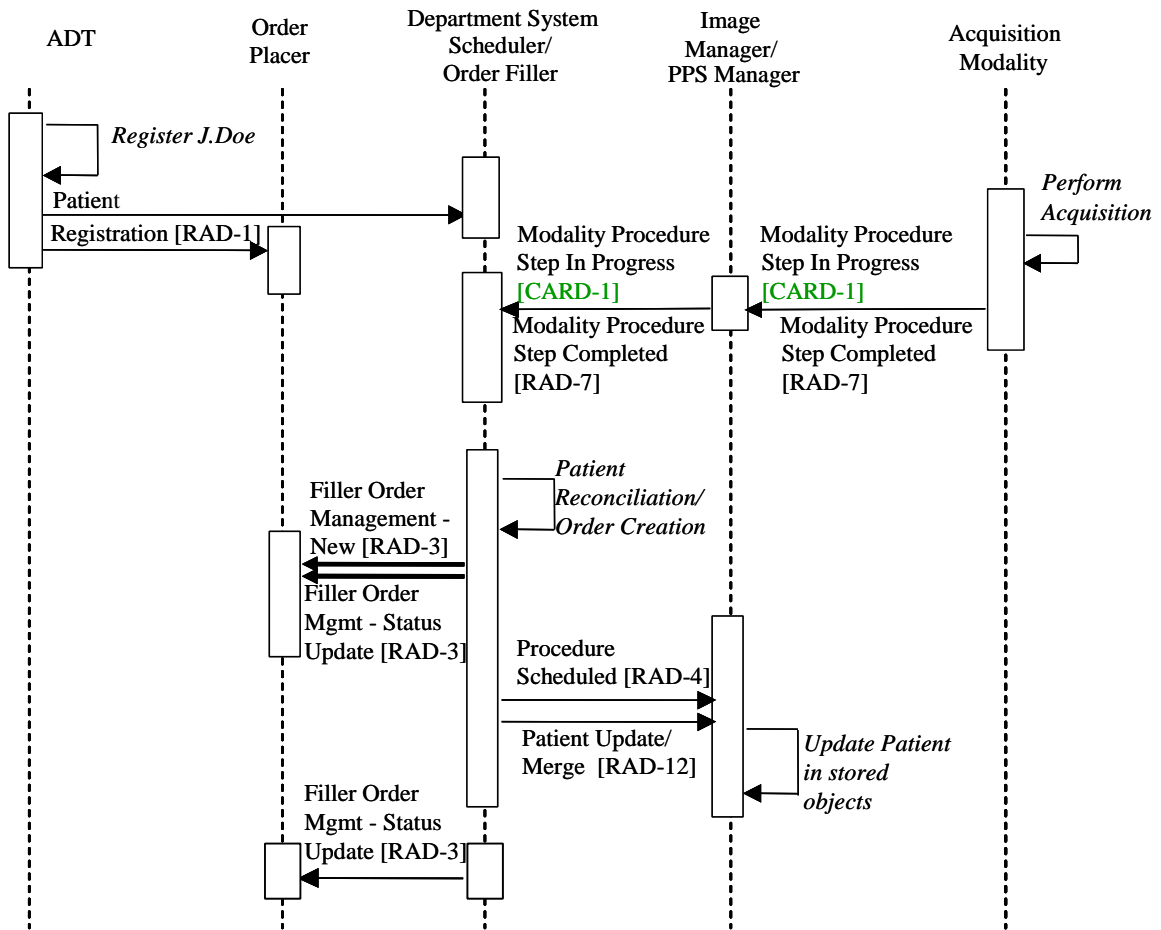 ADT
Order
Placer
Department System
Scheduler/
Order Filler
Image
Manager/
PPS Manager
Acquisition
Modality
Register J.Doe
Patient
Registration [RAD-1]
Perform
Acquisition
Modality Procedure
Step In Progress
[CARD-1]
Modality Procedure
Step Completed
[RAD-7]
Modality Procedure
Step In Progress
[CARD-1]
Modality Procedure
Step Completed
[RAD-7]
Patient
Reconciliation/
Order Creation
Filler Order
Management -
New [RAD-3]
Filler Order
Mgmt - Status
Update [RAD-3]
Procedure
Scheduled [RAD-4]
Patient Update/
Merge [RAD-12]
Update Patient
in stored
objects
Filler Order
Mgmt - Status
Update [RAD-3]